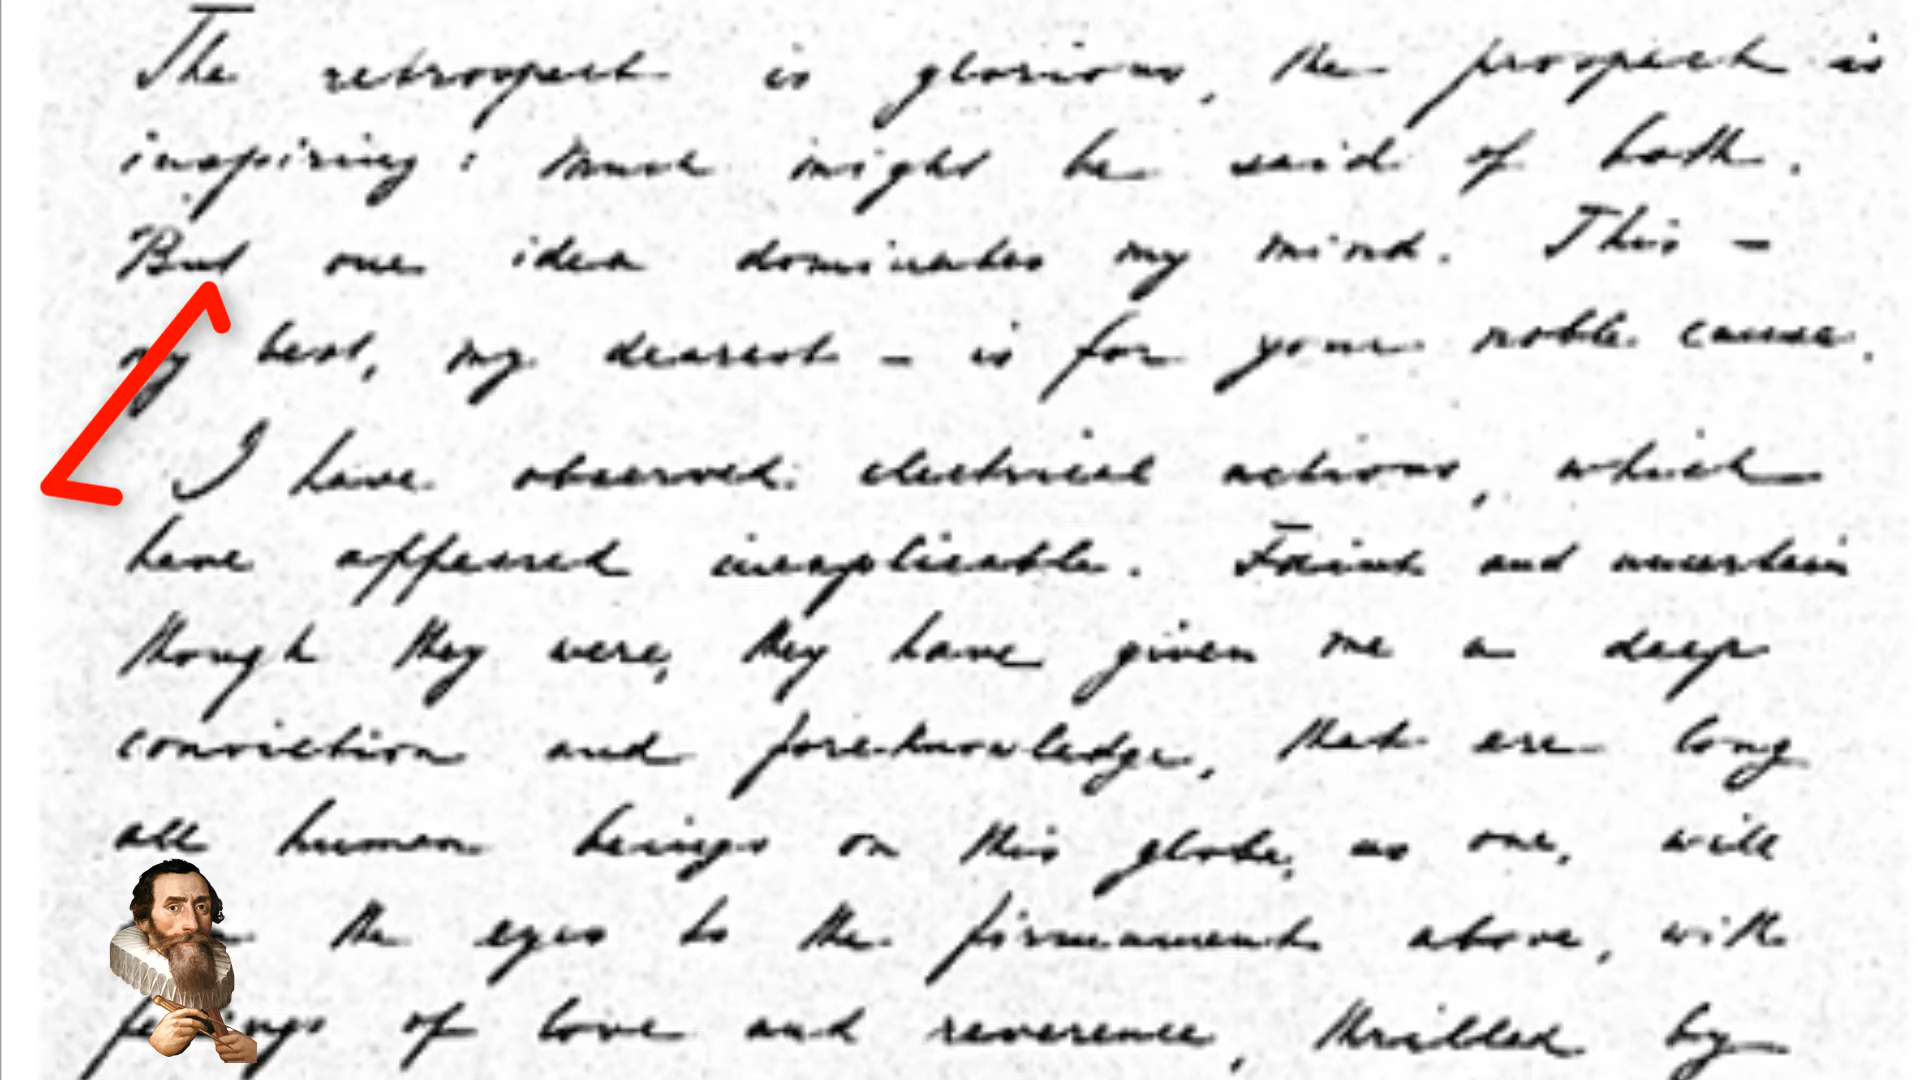 The retrospect is glorious, the prospect is
inspiring: Much might be said of both.
But one idea dominates my mind. This -
my best, my dearest - is for your noble cause.
I have observed electrical actions, which
have appeared inexplicable. Faint and uncertain
though they were, they have given me a deep
conviction and foreknowledge, that ere long
all human beings on this globe, as one, will
the eyes to the firmament above, with
feelings of love and reverence, thrilled by